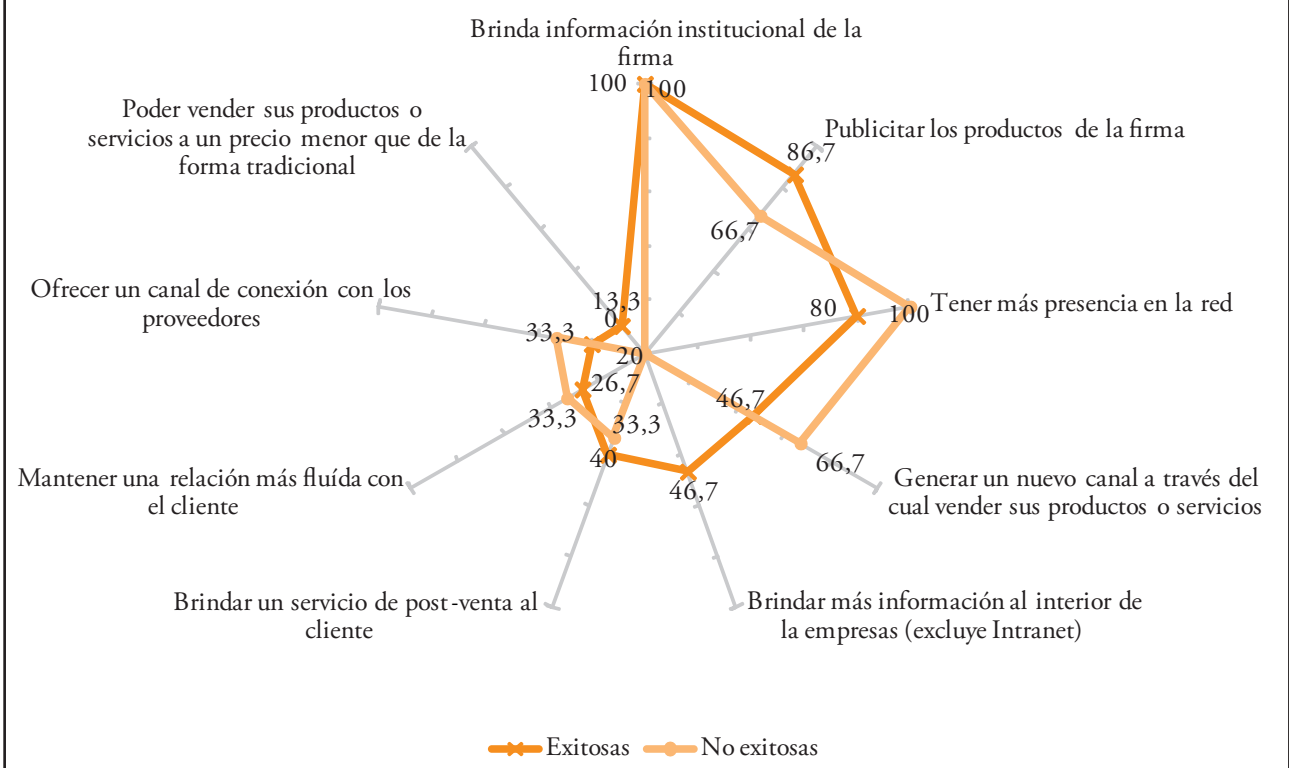 Brinda información institucional de la
firma
100
100
Poder vender sus productos o
servicios a un precio menor que de la
forma tradicional
Publicitar los productos de la firma
86,7
66,7
Ofrecer un canal de conexión con los
proveedores
13,3
0
80
100
Tener más presencia en la red
33,3
20
26,7
46,7
33,3
33,3
40
66,7
46,7
Mantener una relación más fluída con
el cliente
Generar un nuevo canal a través del
cual vender sus productos o servicios
Brindar un servicio de post-venta al
cliente
Brindar más información al interior de
la empresas (excluye Intranet)
Exitosas
No exitosas